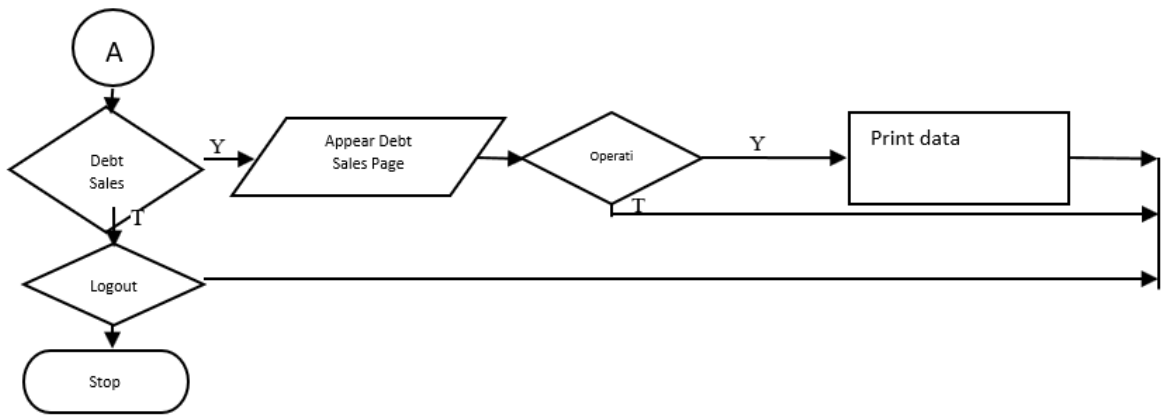 A
Debt
Sales
Y
Appear Debt
Sales Page
Operati
Y
Print data
T
T
Logout
Stop